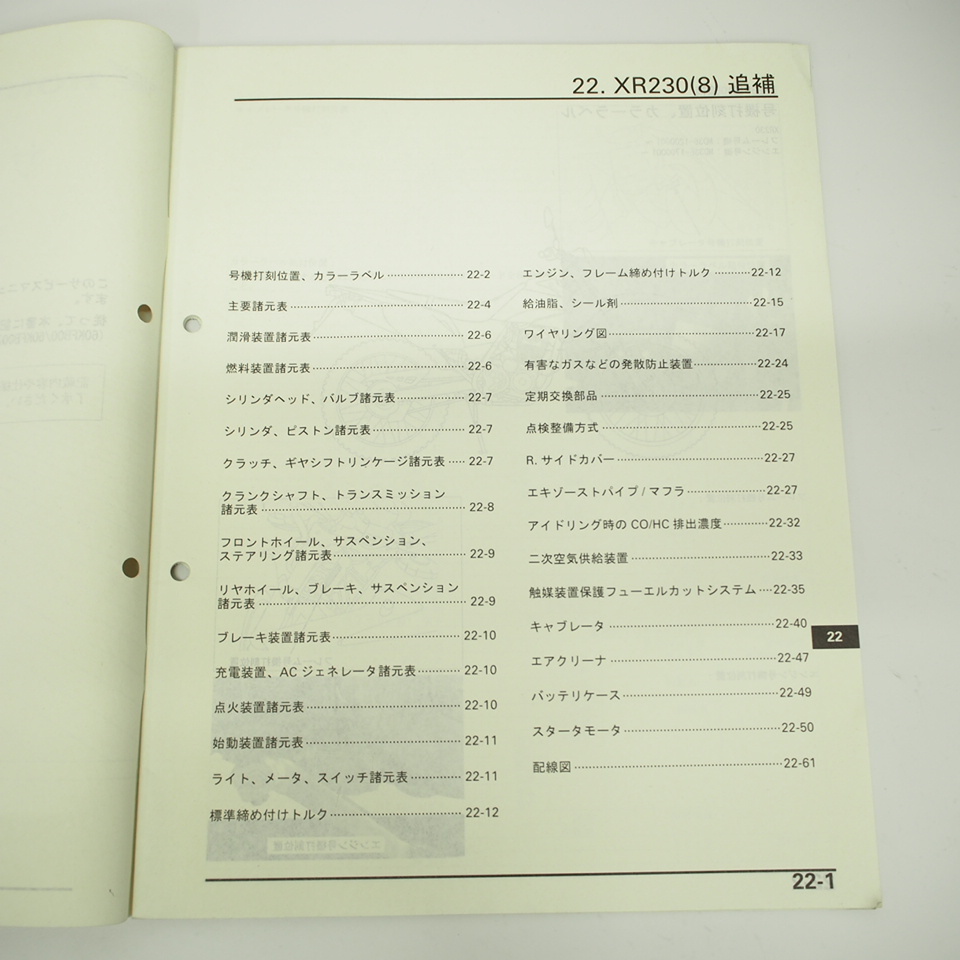 22. XR230(8) 追補
号機打刻位置、カラーラベル 22-2
主要諸元表 22-4
潤滑装置諸元表 22-6
燃料装置諸元表 22-6
シリンダヘッド、バルブ諸元表 22-7
シリンダ、ピストン諸元表 22-7
クラッチ、ギヤシフトリンケージ諸元表 22-7
クランクシャフト、トランスミッション
諸元表 22-8
フロントホイール、サスペンション、
ステアリング諸元表 22-9
リヤホイール、ブレーキ、サスペンション
諸元表 22-9
ブレーキ装置諸元表 22-10
充電装置、ACジェネレータ諸元表 22-10
点火装置諸元表 22-10
始動装置諸元表 22-11
ライト、メータ、スイッチ諸元表 22-11
標準締め付けトルク 22-12
エンジン、フレーム締め付けトルク 22-12
給油脂、シール剤 22-15
ワイヤリング図 22-17
有害なガスなどの発散防止装置 22-24
定期交換部品 22-25
点検整備方式 22-25
R. サイドカバー 22-27
エキゾーストパイプ / マフラ 22-27
アイドリング時の CO/HC 排出濃度 22-32
二次空気供給装置 22-33
触媒装置保護フューエルカットシステム 22-35
キャブレータ 22-40
エアクリーナ 22-47
バッテリケース 22-49
スタータモータ 22-50
配線図 22-61
22
22-1